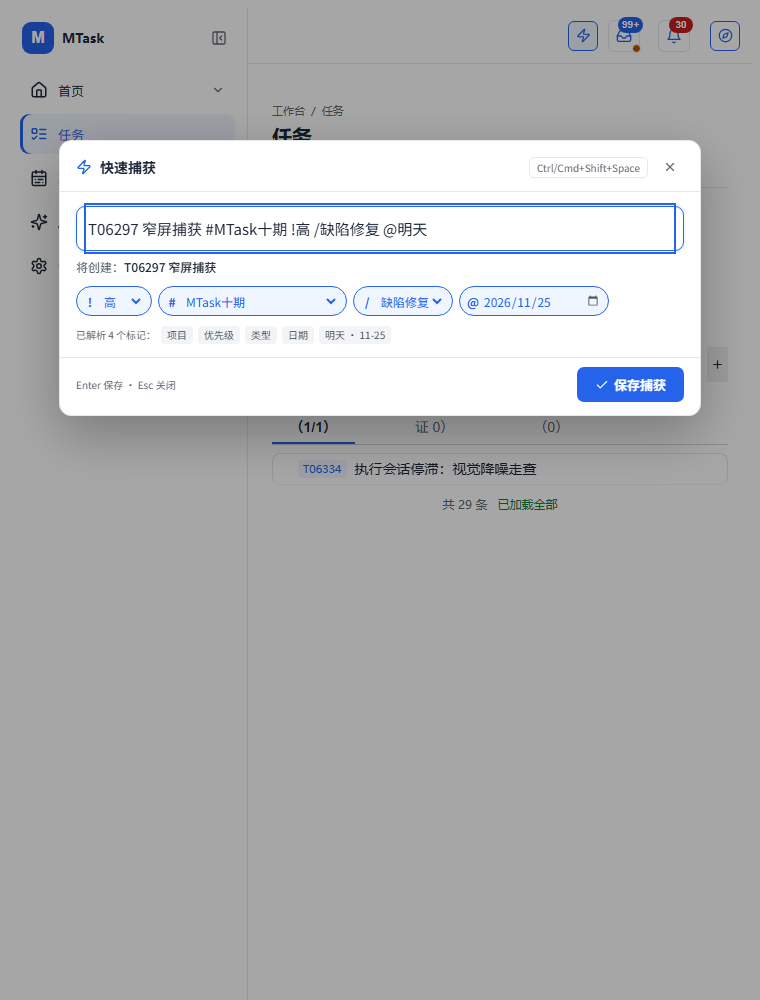 M MTask
99+
30
首页
工作台 / 任务
任务
任务
快速捕获
Ctrl/Cmd+Shift+Space
T06297 窄屏捕获 #MTask十期 !高 /缺陷修复 @明天
将创建：T06297 窄屏捕获
! 高
# MTask十期
/ 缺陷修复
@ 2026/11/25
已解析 4 个标记：
项目
优先级
类型
日期
明天 · 11-25
Enter 保存 · Esc 关闭
保存捕获
(1/1)
证 0）
(0)
T06334 执行会话停滞：视觉降噪走查
共 29 条 已加载全部